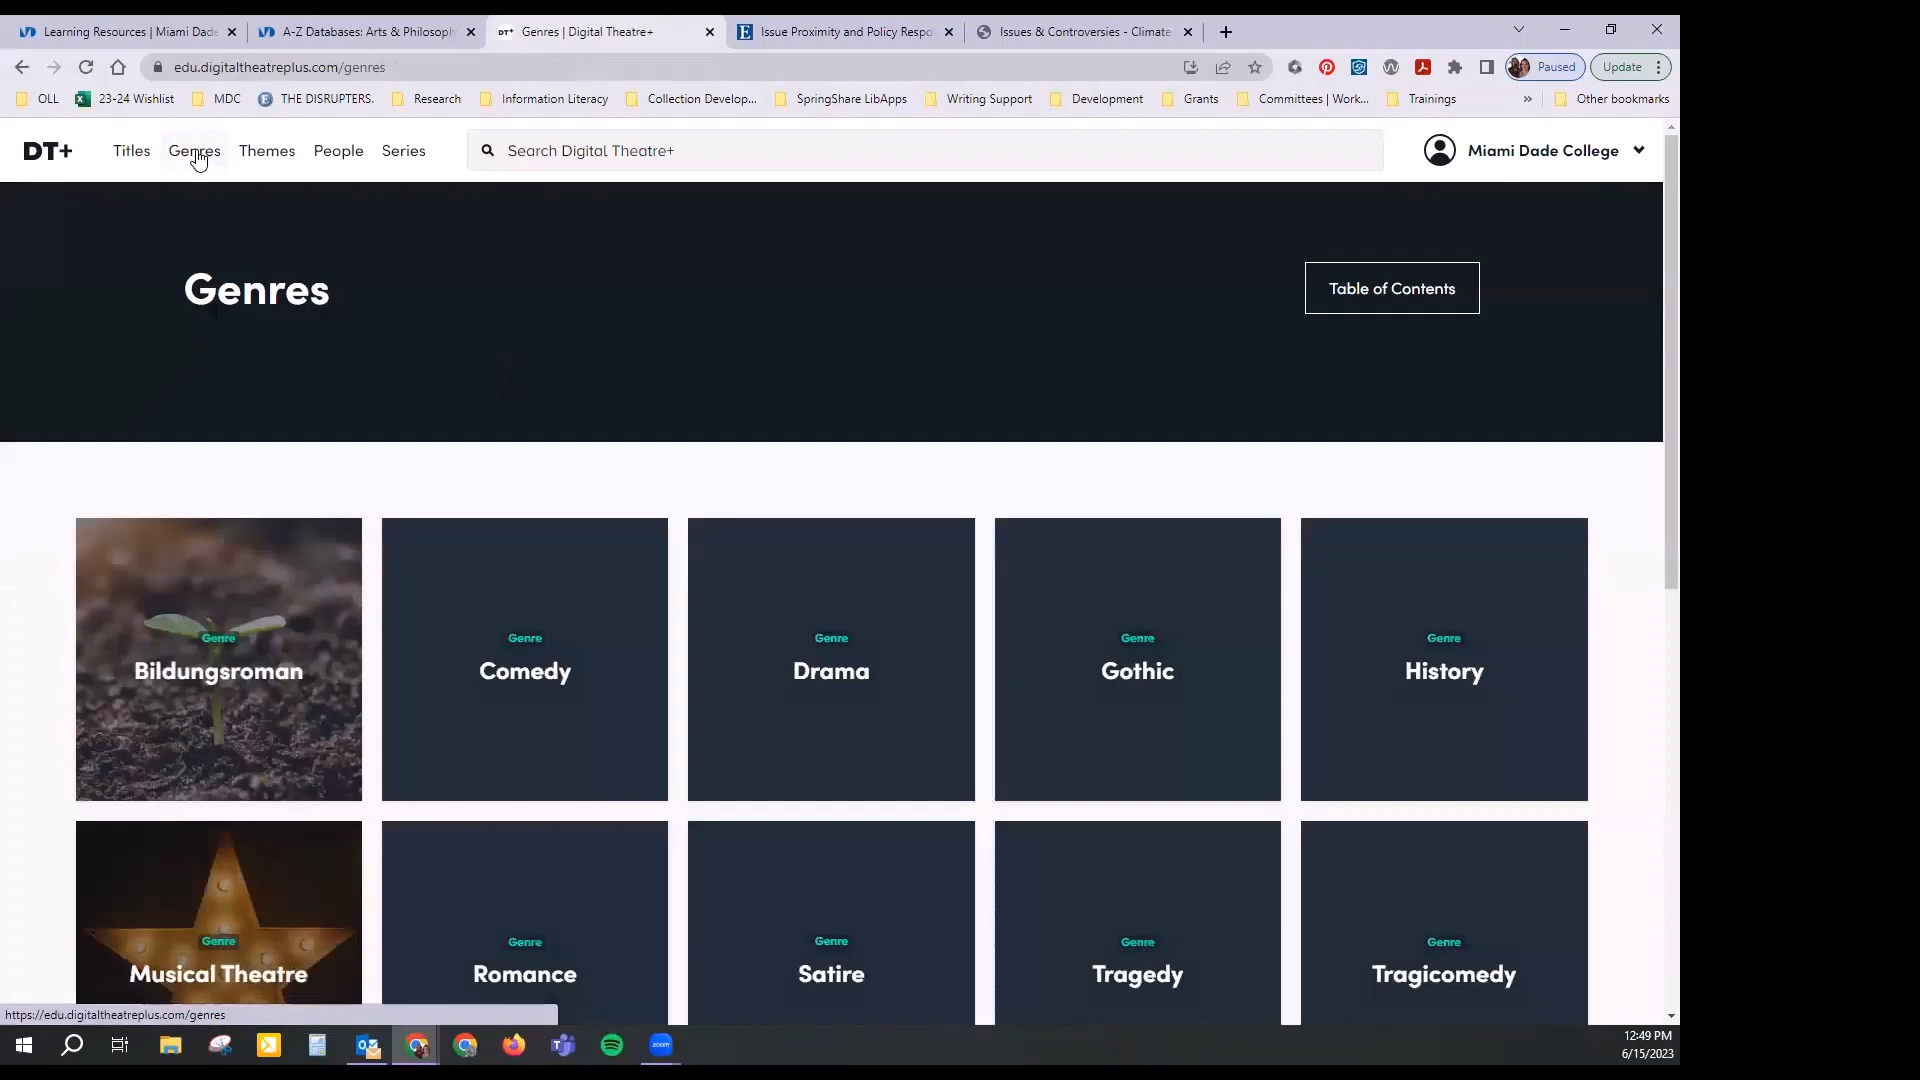 Learning Resources | Miami Dade
A-Z Databases: Arts & Philosoph
DT+ Genres | Digital Theatre+
Issue Proximity and Policy Respo
Issues & Controversies - Climate
edu.digitaltheatreplus.com/genres
Paused
Update
OLL
23-24 Wishlist
MDC
THE DISRUPTERS.
Research
Information Literacy
Collection Develop...
SpringShare LibApps
Writing Support
Development
Grants
Committees | Work...
Trainings
»
Other bookmarks
DT+
Titles
Genres
Themes
People
Series
Search Digital Theatre+
Miami Dade College
Genres
Table of Contents
Genre
Bildungsroman
Genre
Comedy
Genre
Drama
Genre
Gothic
Genre
History
Genre
Musical Theatre
Genre
Romance
Genre
Satire
Genre
Tragedy
Genre
Tragicomedy
https://edu.digitaltheatreplus.com/genres
zoom
12:49 PM
6/15/2023